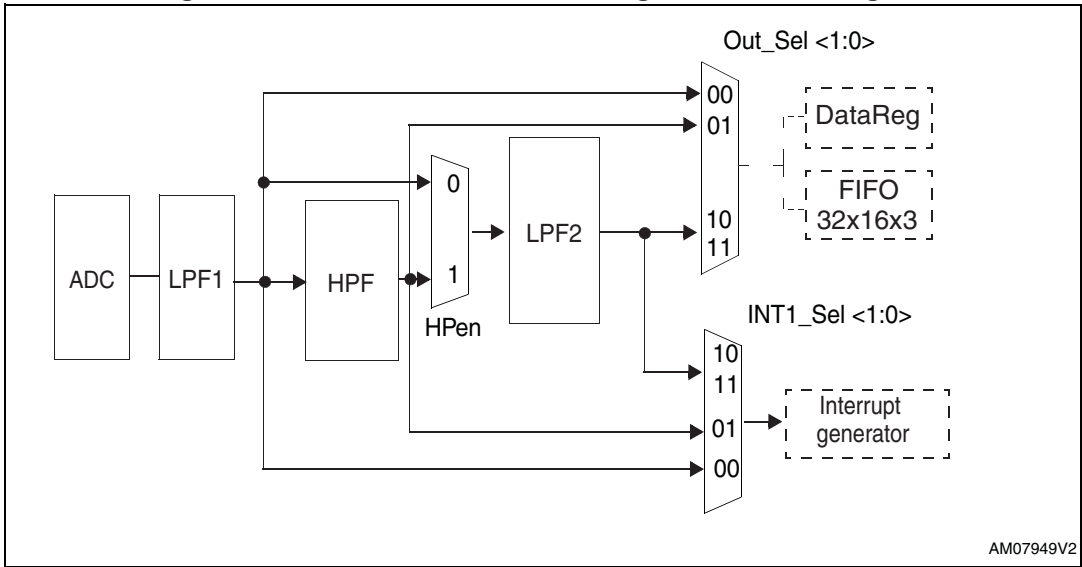 Out_Sel <1:0>
00
01
10
11
DataReg
FIFO
32x16x3
0
1
HPen
ADC
LPF1
HPF
LPF2
INT1_Sel <1:0>
10
11
01
00
Interrupt
generator
AM07949V2